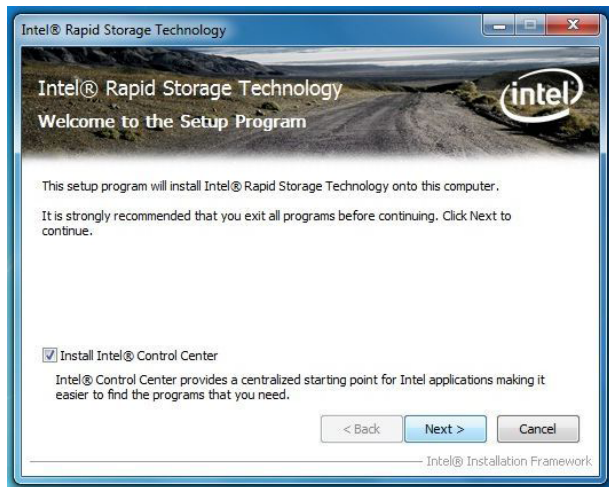 Intel® Rapid Storage Technology
Intel® Rapid Storage Technology
Welcome to the Setup Program
intel
This setup program will install Intel® Rapid Storage Technology onto this computer.
It is strongly recommended that you exit all programs before continuing. Click Next to
continue.
Install Intel® Control Center
Intel® Control Center provides a centralized starting point for Intel applications making it
easier to find the programs that you need.
< Back Next > Cancel
Intel® Installation Framework